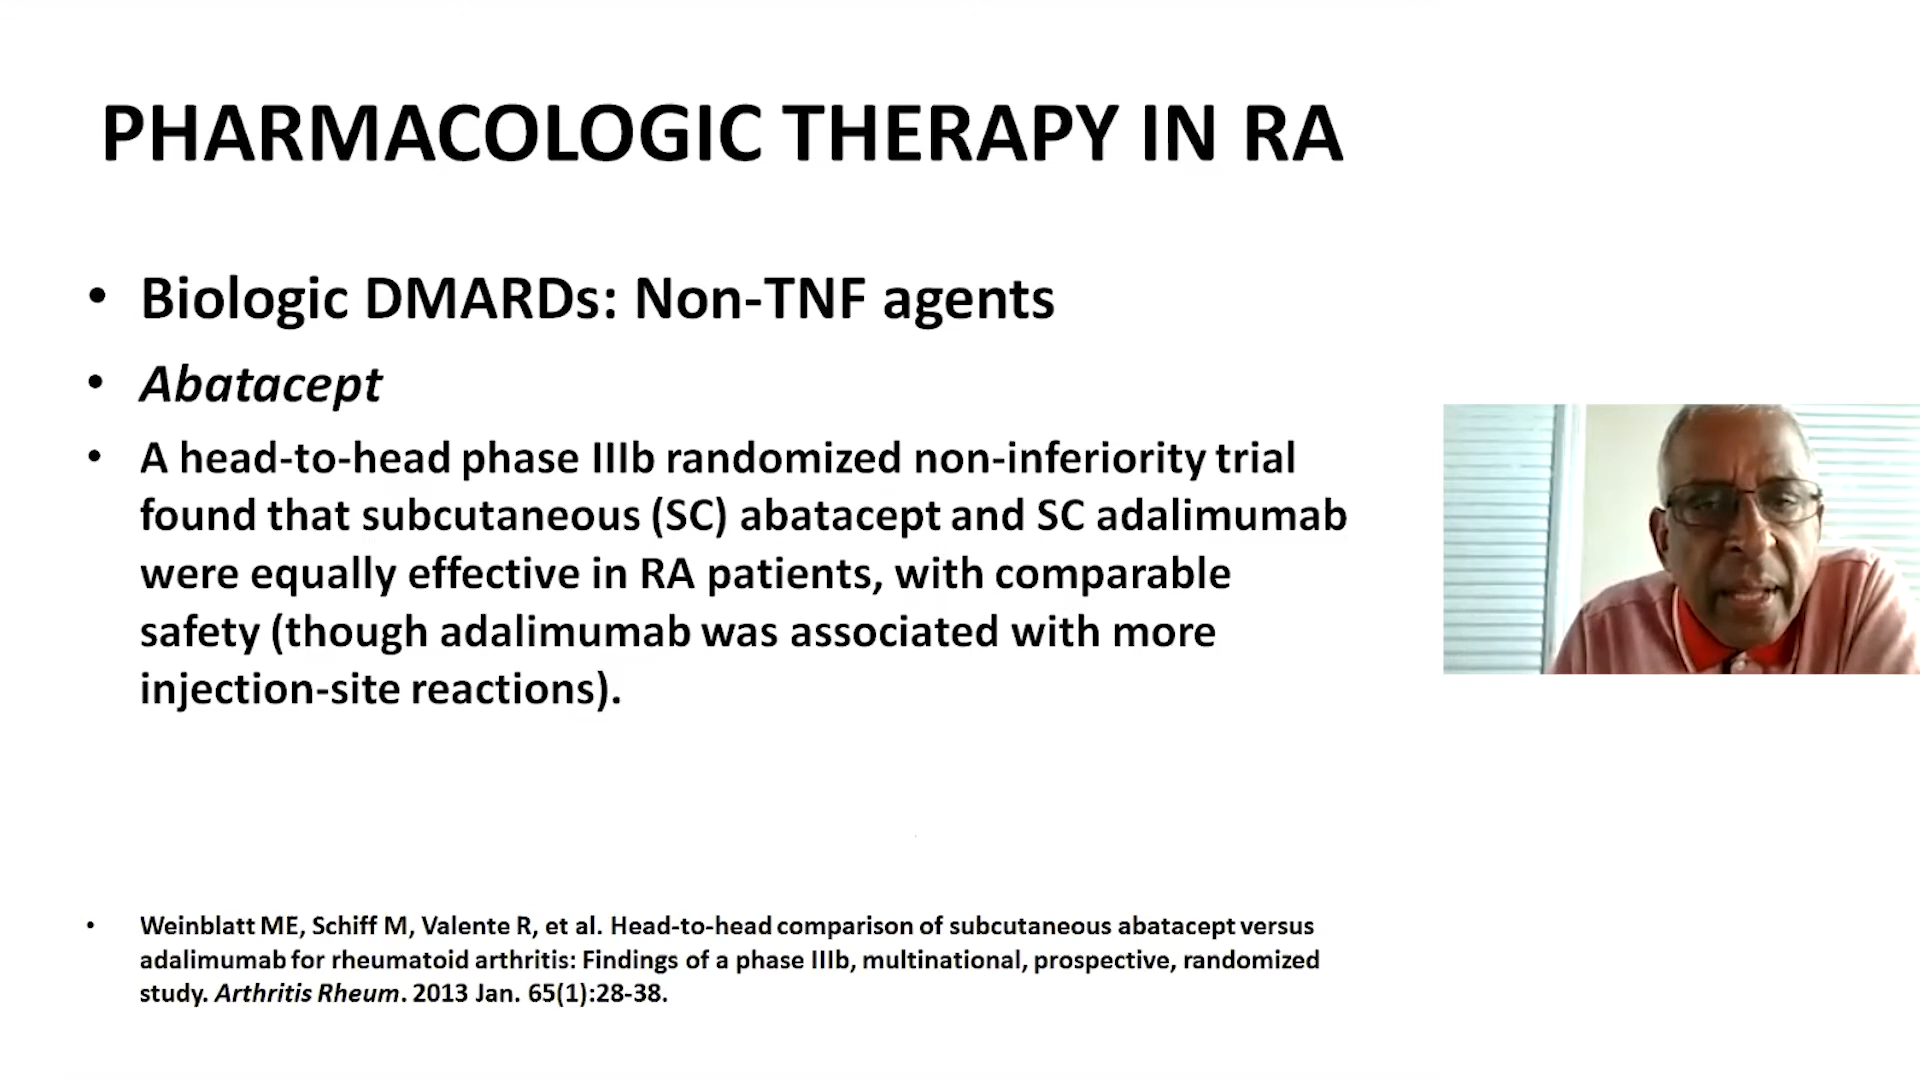 PHARMACOLOGIC THERAPY IN RA
• Biologic DMARDs: Non-TNF agents
• Abatacept
• A head-to-head phase IIIb randomized non-inferiority trial
found that subcutaneous (SC) abatacept and SC adalimumab
were equally effective in RA patients, with comparable
safety (though adalimumab was associated with more
injection-site reactions).
• Weinblatt ME, Schiff M, Valente R, et al. Head-to-head comparison of subcutaneous abatacept versus
adalimumab for rheumatoid arthritis: Findings of a phase IIIb, multinational, prospective, randomized
study. Arthritis Rheum. 2013 Jan. 65(1):28-38.